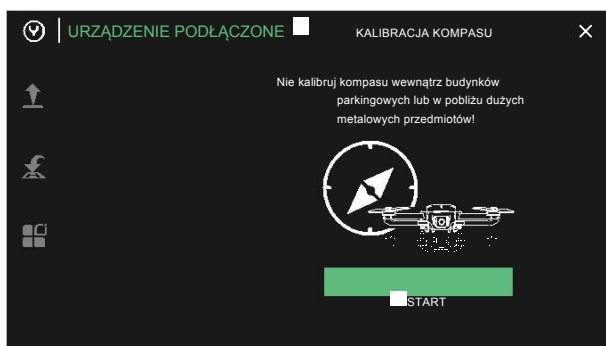 URZĄDZENIE PODŁĄCZONE
KALIBRACJA KOMPASU
Nie kalibruj kompasu wewnątrz budynków
parkingowych lub w pobliżu dużych
metalowych przedmiotów!
START